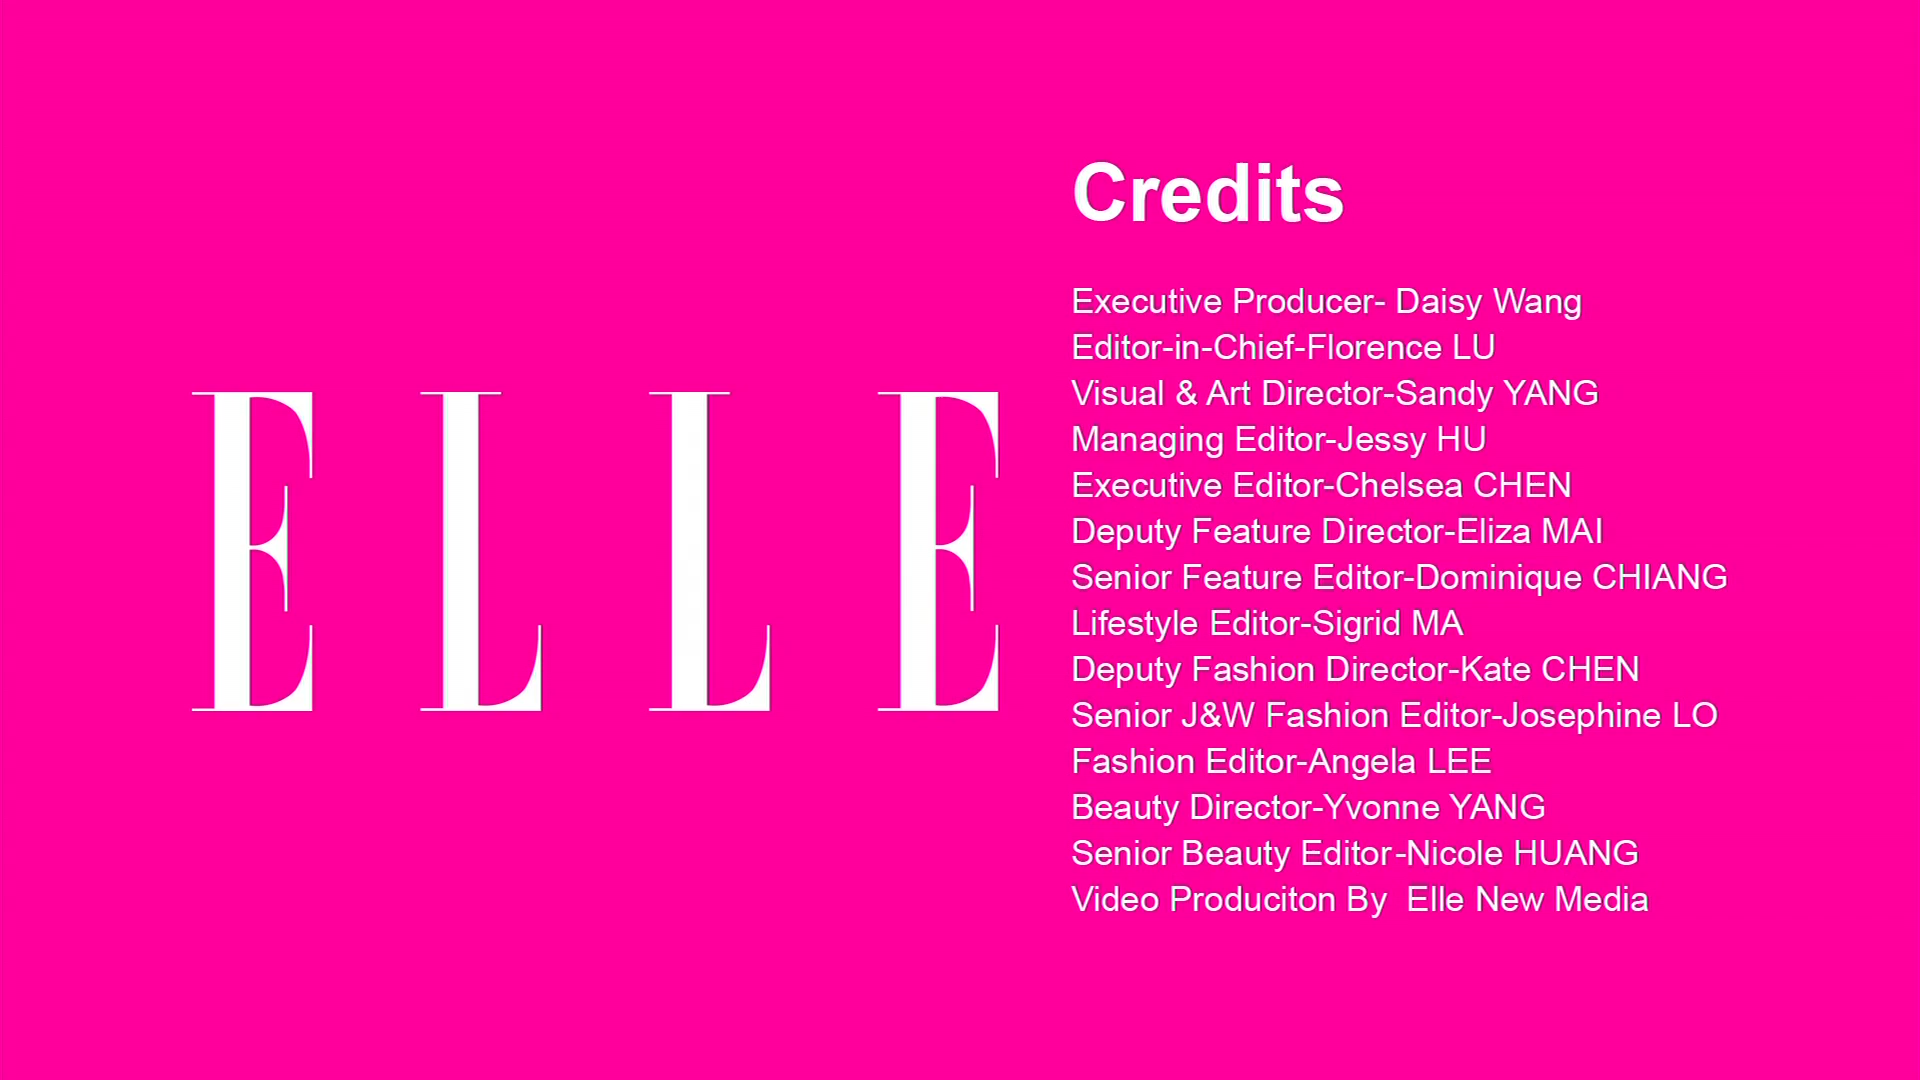 ELLE
Credits
Executive Producer- Daisy Wang
Editor-in-Chief-Florence LU
Visual & Art Director-Sandy YANG
Managing Editor-Jessy HU
Executive Editor-Chelsea CHEN
Deputy Feature Director-Eliza MAI
Senior Feature Editor-Dominique CHIANG
Lifestyle Editor-Sigrid MA
Deputy Fashion Director-Kate CHEN
Senior J&W Fashion Editor-Josephine LO
Fashion Editor-Angela LEE
Beauty Director-Yvonne YANG
Senior Beauty Editor-Nicole HUANG
Video Produciton By  Elle New Media